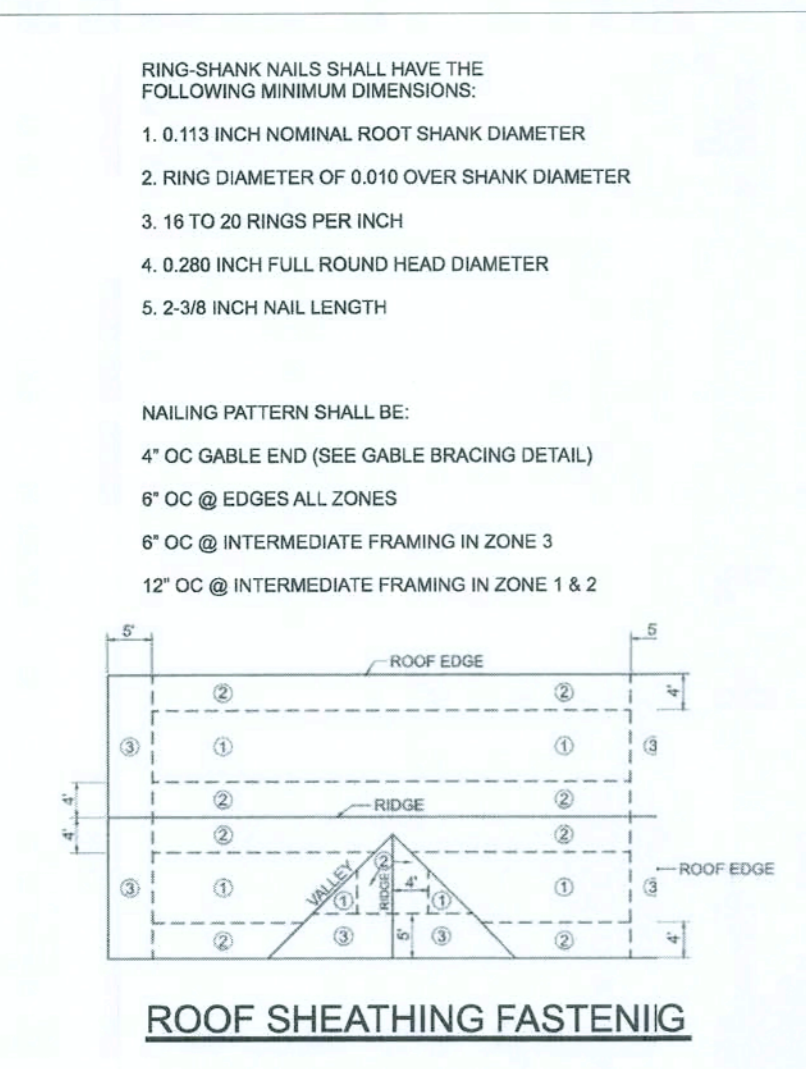 RING-SHANK NAILS SHALL HAVE THE
FOLLOWING MINIMUM DIMENSIONS:
1. 0.113 INCH NOMINAL ROOT SHANK DIAMETER
2. RING DIAMETER OF 0.010 OVER SHANK DIAMETER
3. 16 TO 20 RINGS PER INCH
4. 0.280 INCH FULL ROUND HEAD DIAMETER
5. 2-3/8 INCH NAIL LENGTH
NAILING PATTERN SHALL BE:
4" OC GABLE END (SEE GABLE BRACING DETAIL)
6" OC @ EDGES ALL ZONES
6" OC @ INTERMEDIATE FRAMING IN ZONE 3
12" OC @ INTERMEDIATE FRAMING IN ZONE 1 & 2
5' 5
ROOF EDGE
2 2 4'
3 1 1 3
4' 2 2
RIDGE
4' 2 2
VALLEY 2 RIDGE 4' ROOF EDGE
3 1 1 1 1 3
2 3 5' 3 2 4'
ROOF SHEATHING FASTENIIG